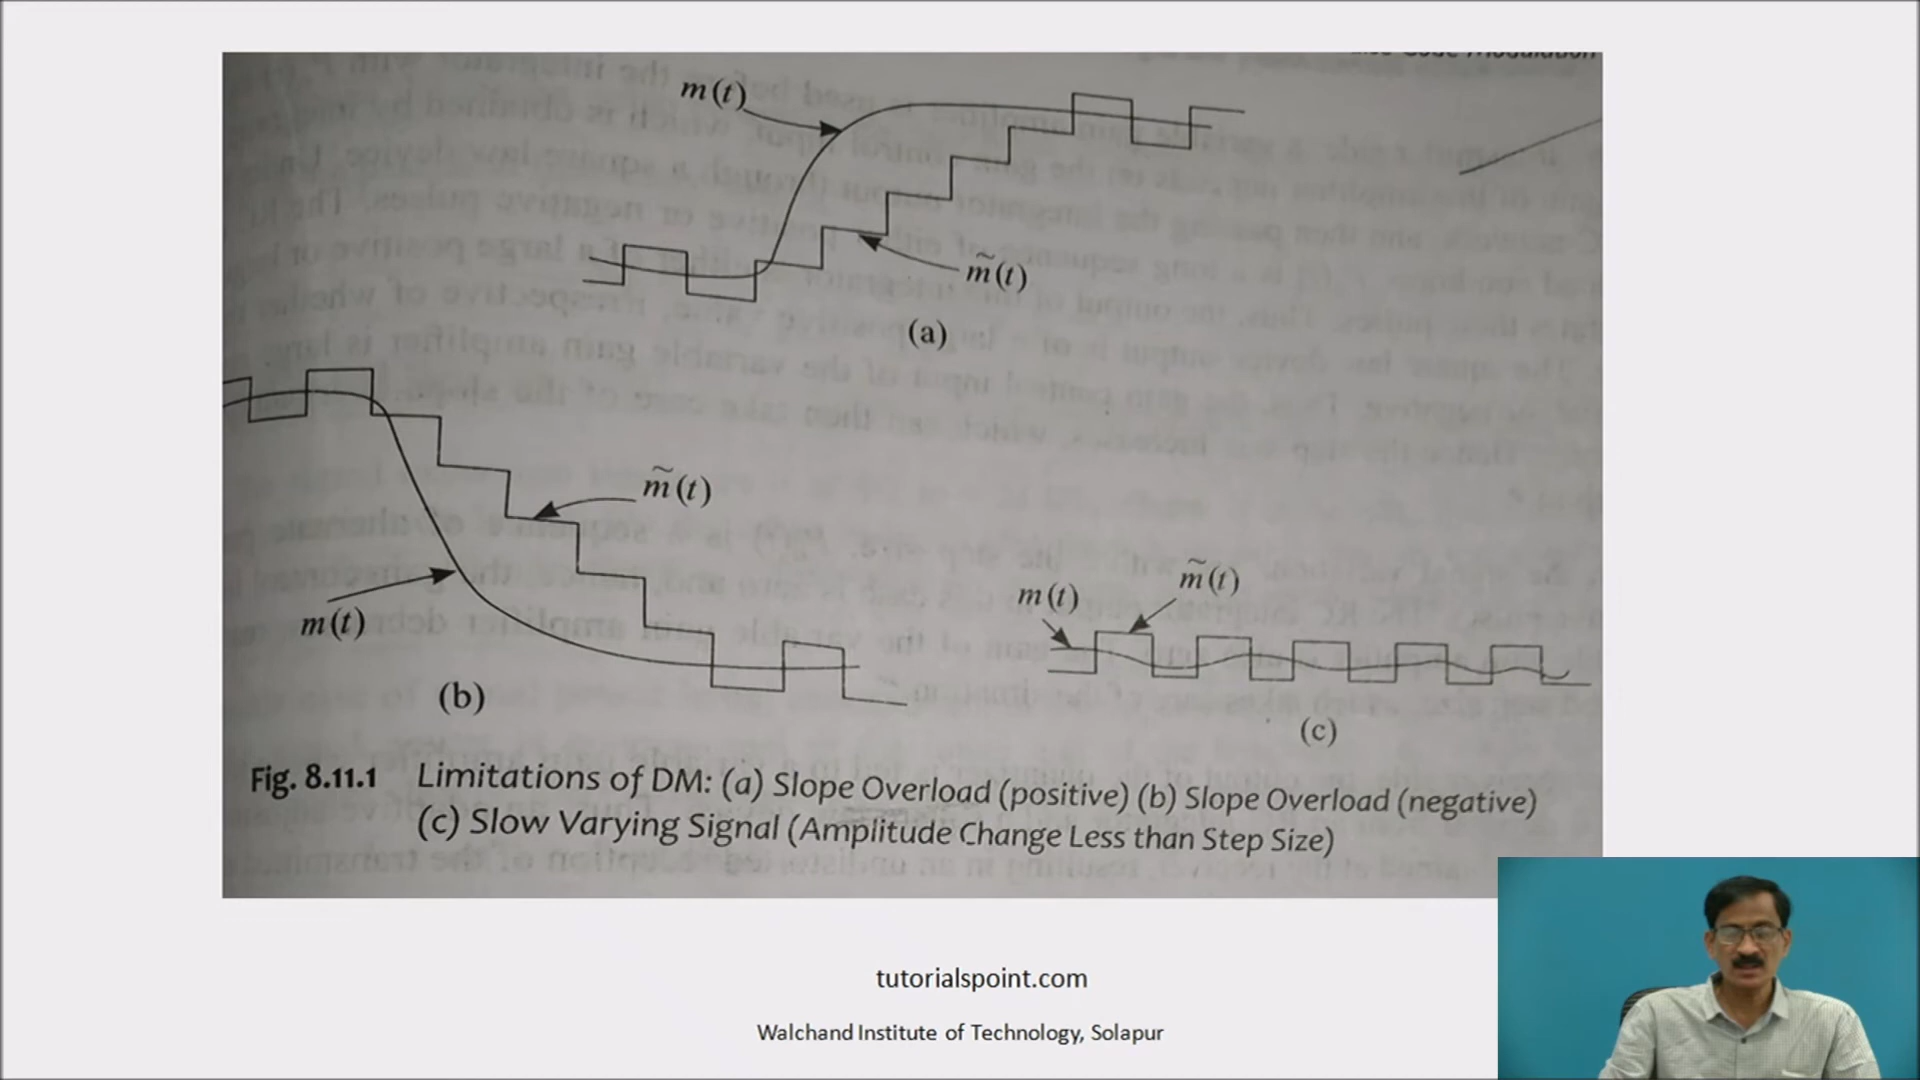 m(t)
m̃(t)
(a)
m̃(t)
m(t)
(b)
m(t)
m̃(t)
(c)
Fig. 8.11.1 Limitations of DM: (a) Slope Overload (positive) (b) Slope Overload (negative)
(c) Slow Varying Signal (Amplitude Change Less than Step Size)
tutorialspoint.com
Walchand Institute of Technology, Solapur